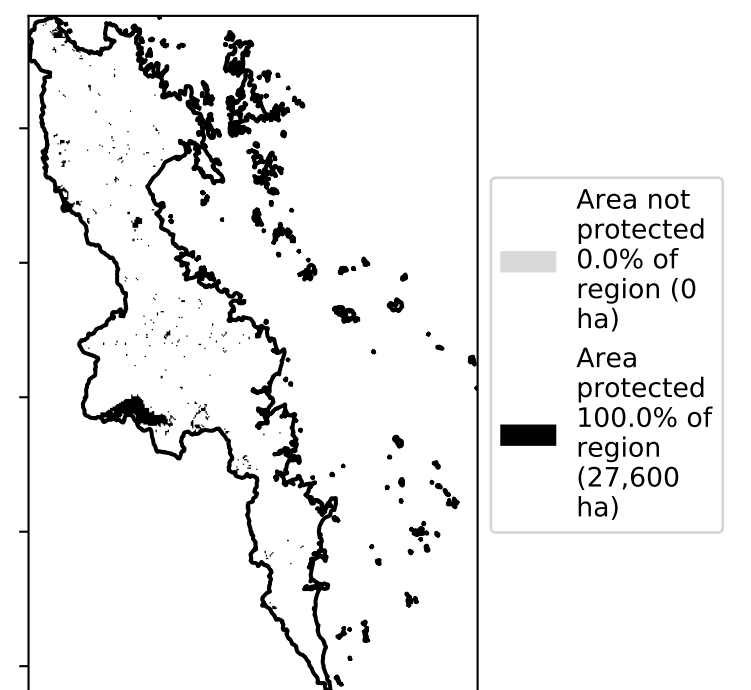 Area not
protected
0.0% of
region (0
ha)
Area
protected
100.0% of
region
(27,600
ha)